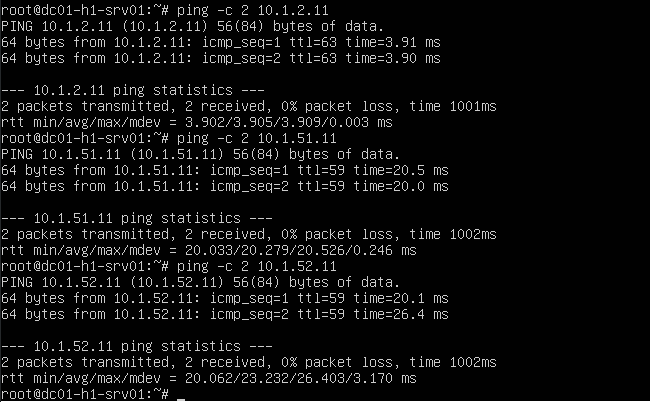 root@dc01-h1-srv01:~# ping -c 2 10.1.2.11
PING 10.1.2.11 (10.1.2.11) 56(84) bytes of data.
64 bytes from 10.1.2.11: icmp_seq=1 ttl=63 time=3.91 ms
64 bytes from 10.1.2.11: icmp_seq=2 ttl=63 time=3.90 ms

--- 10.1.2.11 ping statistics ---
2 packets transmitted, 2 received, 0% packet loss, time 1001ms
rtt min/avg/max/mdev = 3.902/3.905/3.909/0.003 ms
root@dc01-h1-srv01:~# ping -c 2 10.1.51.11
PING 10.1.51.11 (10.1.51.11) 56(84) bytes of data.
64 bytes from 10.1.51.11: icmp_seq=1 ttl=59 time=20.5 ms
64 bytes from 10.1.51.11: icmp_seq=2 ttl=59 time=20.0 ms

--- 10.1.51.11 ping statistics ---
2 packets transmitted, 2 received, 0% packet loss, time 1002ms
rtt min/avg/max/mdev = 20.033/20.279/20.526/0.246 ms
root@dc01-h1-srv01:~# ping -c 2 10.1.52.11
PING 10.1.52.11 (10.1.52.11) 56(84) bytes of data.
64 bytes from 10.1.52.11: icmp_seq=1 ttl=59 time=20.1 ms
64 bytes from 10.1.52.11: icmp_seq=2 ttl=59 time=26.4 ms

--- 10.1.52.11 ping statistics ---
2 packets transmitted, 2 received, 0% packet loss, time 1002ms
rtt min/avg/max/mdev = 20.062/23.232/26.403/3.170 ms
root@dc01-h1-srv01:~# _